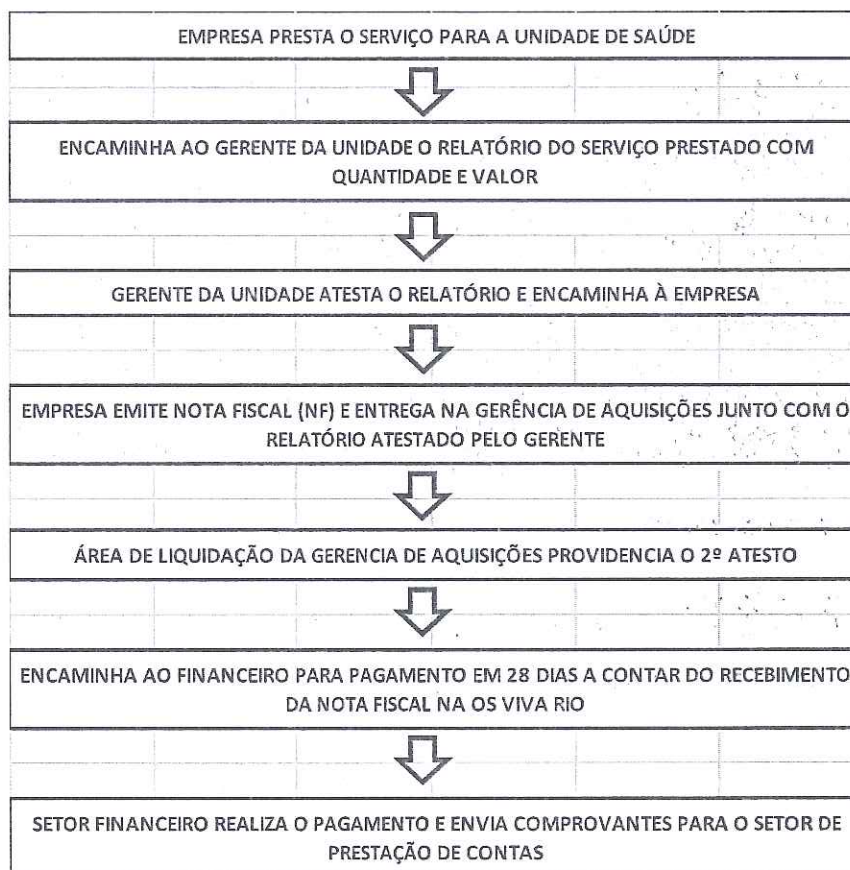 EMPRESA PRESTA O SERVIÇO PARA A UNIDADE DE SAÚDE
ENCAMINHA AO GERENTE DA UNIDADE O RELATÓRIO DO SERVIÇO PRESTADO COM
QUANTIDADE E VALOR
GERENTE DA UNIDADE ATESTA O RELATÓRIO E ENCAMINHA À EMPRESA
EMPRESA EMITE NOTA FISCAL (NF) E ENTREGA NA GERÊNCIA DE AQUISIÇÕES JUNTO COM O
RELATÓRIO ATESTADO PELO GERENTE
ÁREA DE LIQUIDAÇÃO DA GERENCIA DE AQUISIÇÕES PROVIDENCIA O 2º ATESTO
ENCAMINHA AO FINANCEIRO PARA PAGAMENTO EM 28 DIAS A CONTAR DO RECEBIMENTO
DA NOTA FISCAL NA OS VIVA RIO
SETOR FINANCEIRO REALIZA O PAGAMENTO E ENVIA COMPROVANTES PARA O SETOR DE
PRESTAÇÃO DE CONTAS